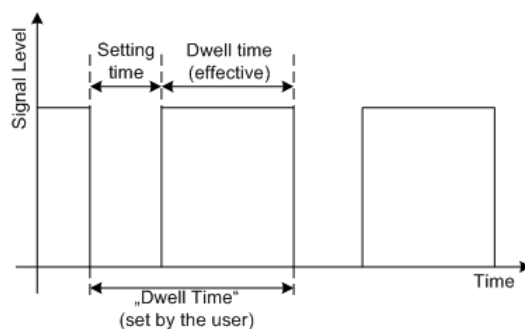 Signal Level
Setting
time
Dwell time
(effective)
Time
„Dwell Time“
(set by the user)